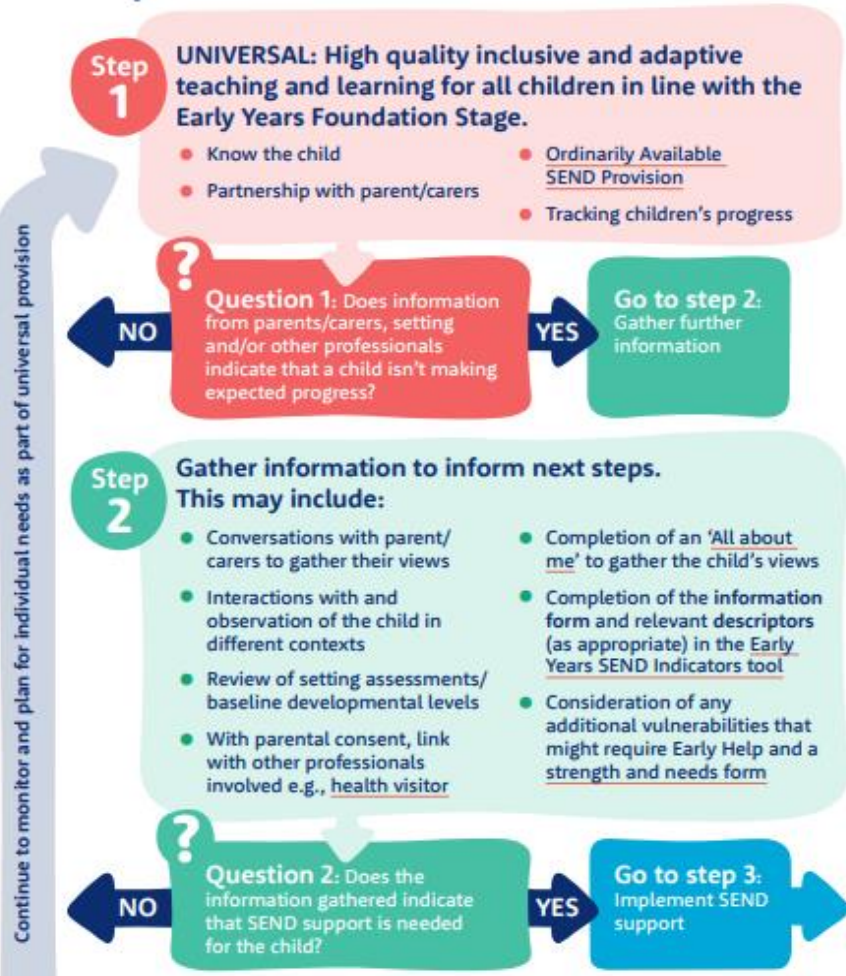 Step
1
UNIVERSAL: High quality inclusive and adaptive
teaching and learning for all children in line with the
Early Years Foundation Stage.
• Know the child
• Partnership with parent/carers
• Ordinarily Available
SEND Provision
• Tracking children's progress
?
Question 1: Does information
from parents/carers, setting
and/or other professionals
indicate that a child isn't making
expected progress?
NO
YES
Go to step 2:
Gather further
information
Step
2
Gather information to inform next steps.
This may include:
• Conversations with parent/
carers to gather their views
• Interactions with and
observation of the child in
different contexts
• Review of setting assessments/
baseline developmental levels
• With parental consent, link
with other professionals
involved e.g., health visitor
• Completion of an 'All about
me' to gather the child's views
• Completion of the information
form and relevant descriptors
(as appropriate) in the Early
Years SEND Indicators tool
• Consideration of any
additional vulnerabilities that
might require Early Help and a
strength and needs form
?
Question 2: Does the
information gathered indicate
that SEND support is needed
for the child?
NO
YES
Go to step 3:
Implement SEND
support
Continue to monitor and plan for individual needs as part of universal provision